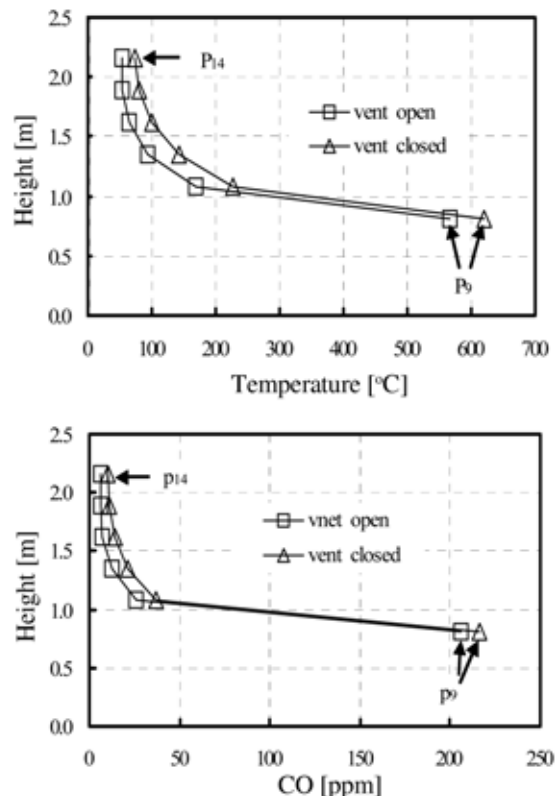 2.5
P14
2.0
vent open
1.5
vent closed
1.0
0.5
P9
0.0
0 100 200 300 400 500 600 700
Height [m]
Temperature [°C]
2.5
p14
2.0
vnet open
1.5
vent closed
1.0
0.5
p9
0.0
0 50 100 150 200 250
Height [m]
CO [ppm]